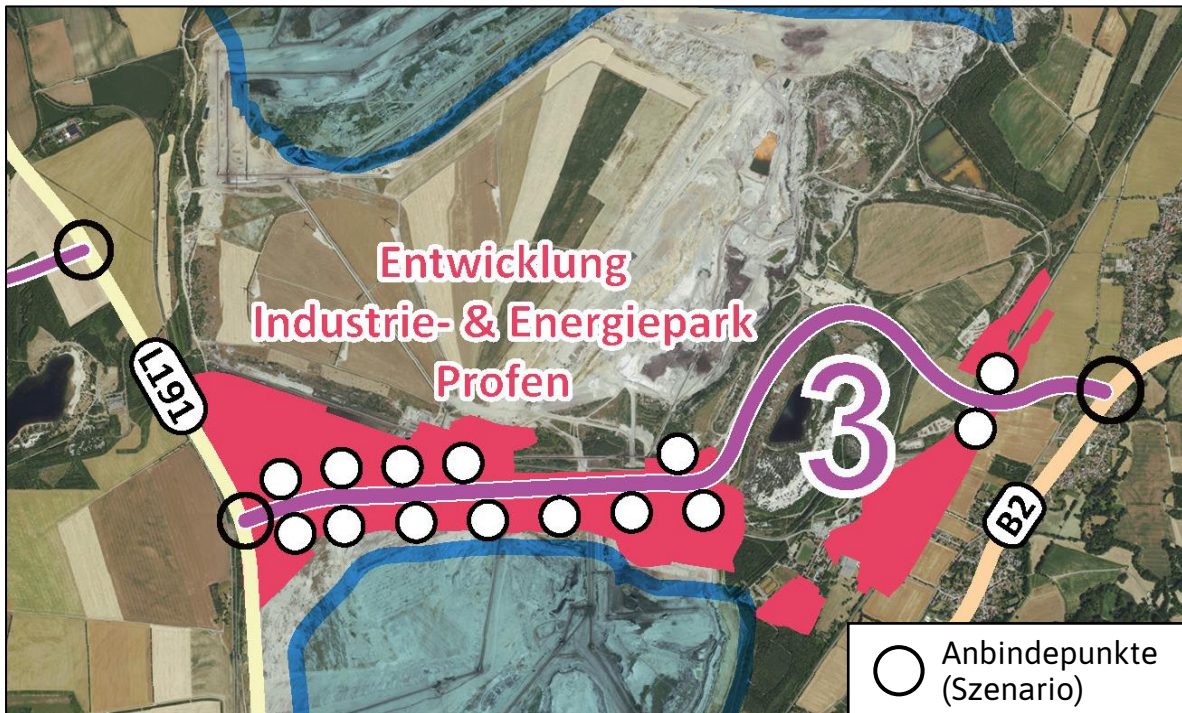 Entwicklung
Industrie- & Energiepark
Profen
L191
3
B2
Anbindepunkte
(Szenario)